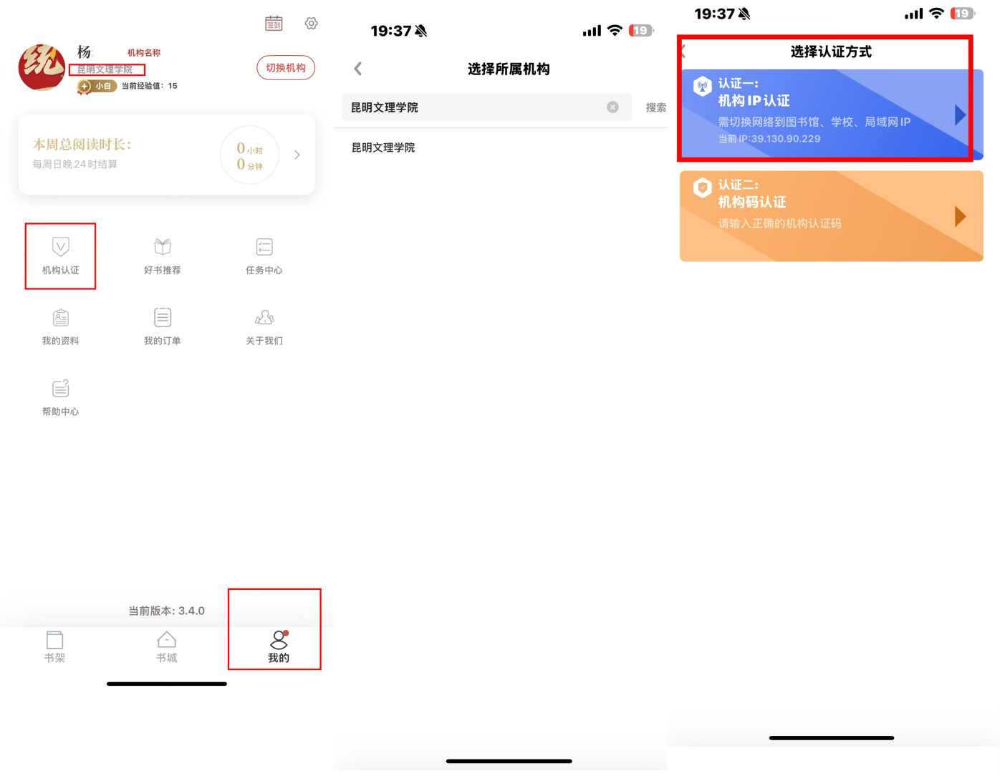 签到
统
杨
机构名称
昆明文理学院
小白
当前经验值：15
切换机构
本周总阅读时长：
每周日晚24时结算
0小时
0分钟
机构认证
好书推荐
任务中心
我的资料
我的订单
关于我们
帮助中心
当前版本: 3.4.0
书架
书城
我的
19:37
19
选择所属机构
昆明文理学院
搜索
昆明文理学院
19:37
19
选择认证方式
认证一：
机构IP认证
需切换网络到图书馆、学校、局域网IP
当前IP:39.130.90.229
认证二：
机构码认证
请输入正确的机构认证码